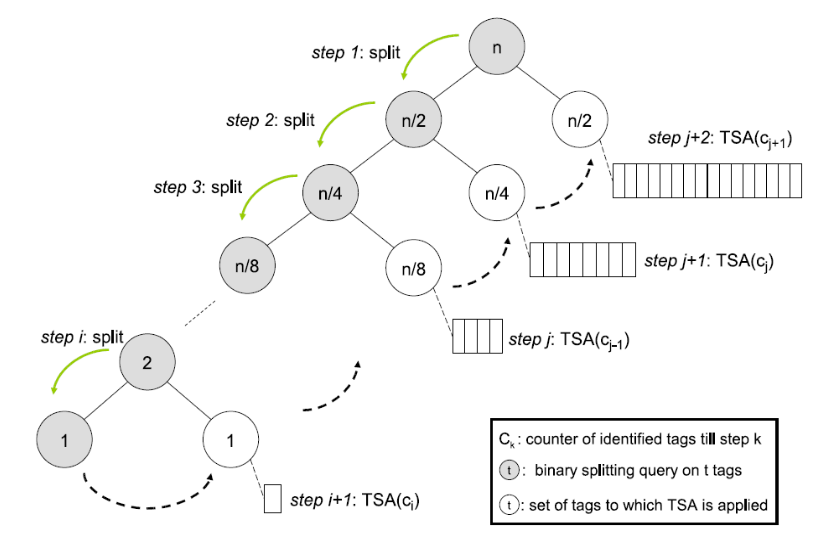 n
step 1: split
n/2
n/2
step 2: split
step j+2: TSA(c_{j+1})
n/4
n/4
step 3: split
n/8
n/8
step j+1: TSA(c_j)
step j: TSA(c_{j-1})
step i: split
2
1
1
step i+1: TSA(c_i)
C_k: counter of identified tags till step k
t : binary splitting query on t tags
t : set of tags to which TSA is applied